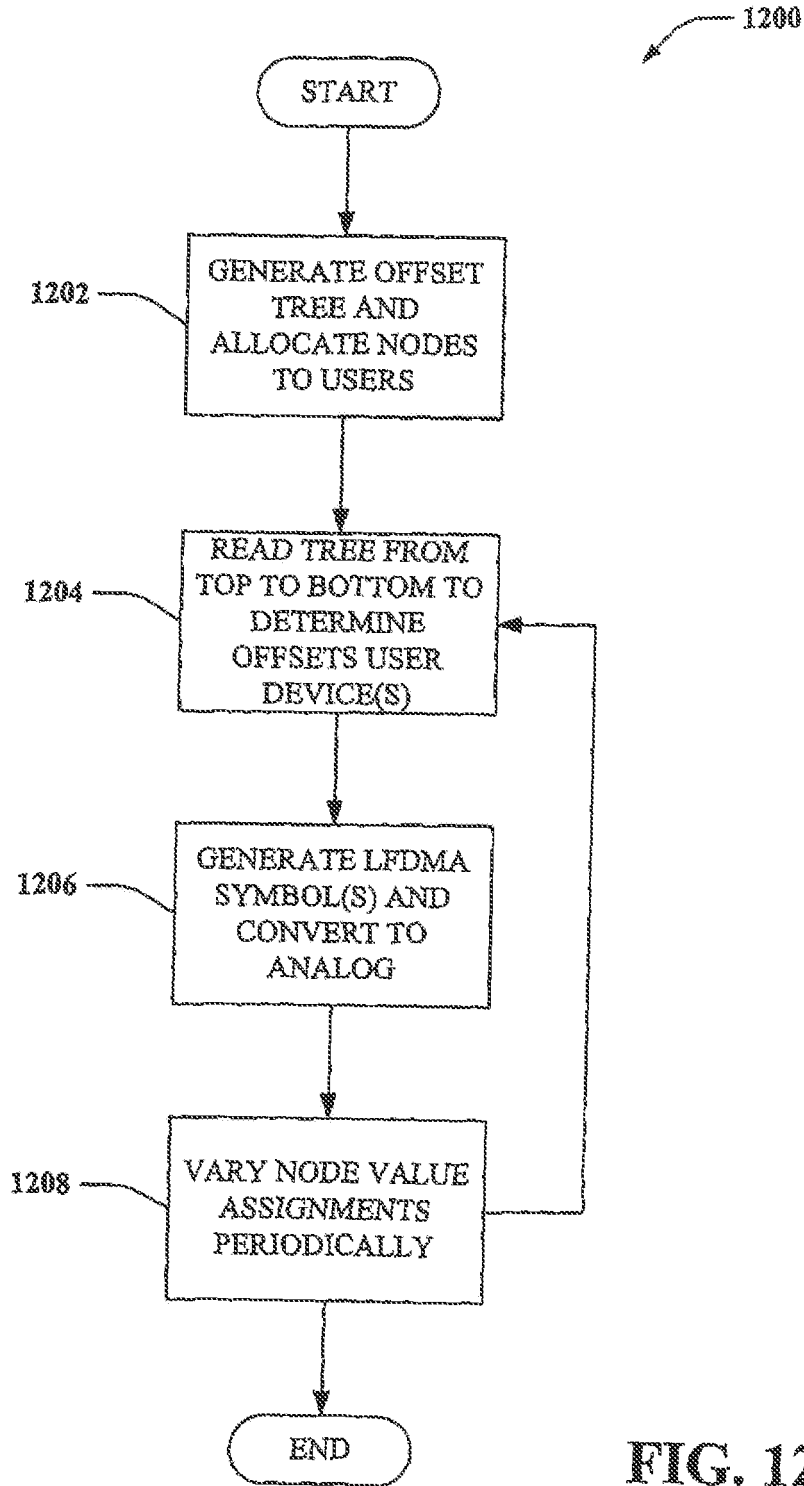 1200
START
1202
GENERATE OFFSET
TREE AND
ALLOCATE NODES
TO USERS
1204
READ TREE FROM
TOP TO BOTTOM TO
DETERMINE
OFFSETS USER
DEVICE(S)
1206
GENERATE LFDMA
SYMBOL(S) AND
CONVERT TO
ANALOG
1208
VARY NODE VALUE
ASSIGNMENTS
PERIODICALLY
END
FIG. 12